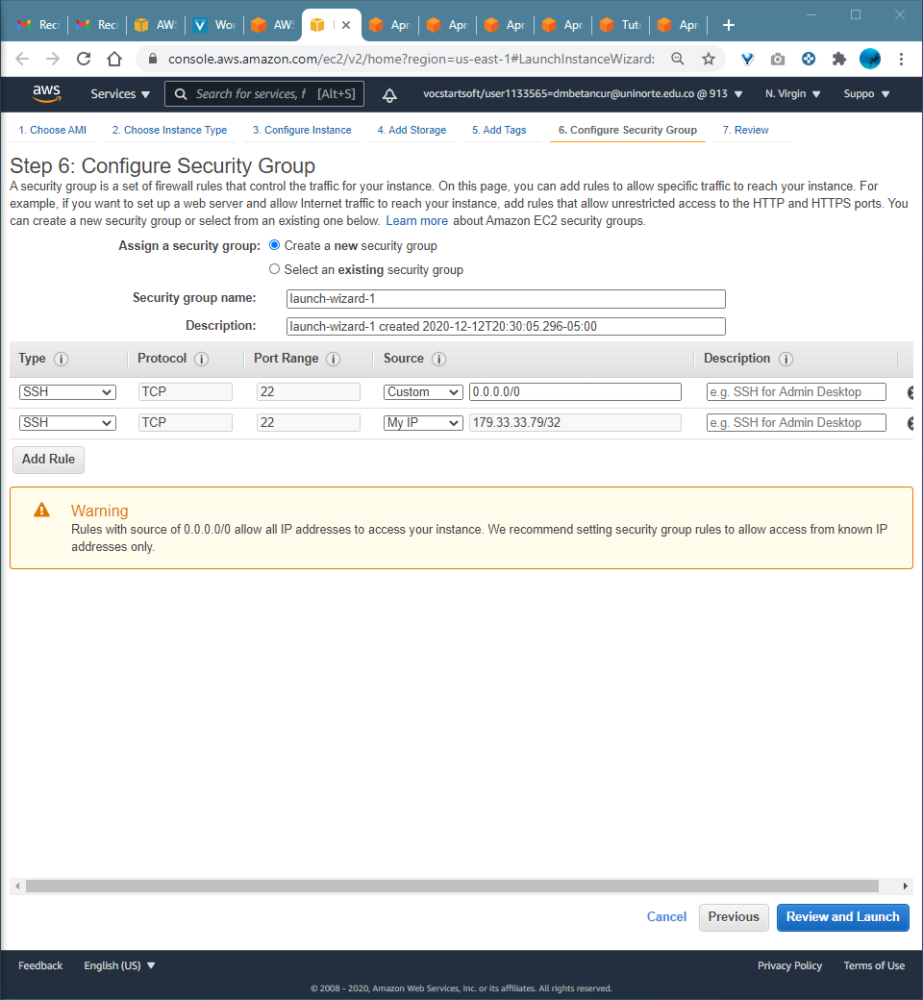 Reci
Reci
AWS
Wor
AWS
Apr
Apr
Apr
Apr
Tuto
Apr
console.aws.amazon.com/ec2/v2/home?region=us-east-1#LaunchInstanceWizard:
aws
Services
Search for services, f [Alt+S]
vocstartsoft/user1133565=dmbetancur@uninorte.edu.co @ 913
N. Virgin
Suppo
1. Choose AMI
2. Choose Instance Type
3. Configure Instance
4. Add Storage
5. Add Tags
6. Configure Security Group
7. Review
Step 6: Configure Security Group
A security group is a set of firewall rules that control the traffic for your instance. On this page, you can add rules to allow specific traffic to reach your instance. For
example, if you want to set up a web server and allow Internet traffic to reach your instance, add rules that allow unrestricted access to the HTTP and HTTPS ports. You
can create a new security group or select from an existing one below. Learn more about Amazon EC2 security groups.
Assign a security group: Create a new security group
Select an existing security group
Security group name: launch-wizard-1
Description: launch-wizard-1 created 2020-12-12T20:30:05.296-05:00
Type i Protocol i Port Range i Source i Description i
SSH TCP 22 Custom 0.0.0.0/0 e.g. SSH for Admin Desktop
SSH TCP 22 My IP 179.33.33.79/32 e.g. SSH for Admin Desktop
Add Rule
Warning
Rules with source of 0.0.0.0/0 allow all IP addresses to access your instance. We recommend setting security group rules to allow access from known IP
addresses only.
Cancel Previous Review and Launch
Feedback English (US) Privacy Policy Terms of Use
© 2008 - 2020, Amazon Web Services, Inc. or its affiliates. All rights reserved.